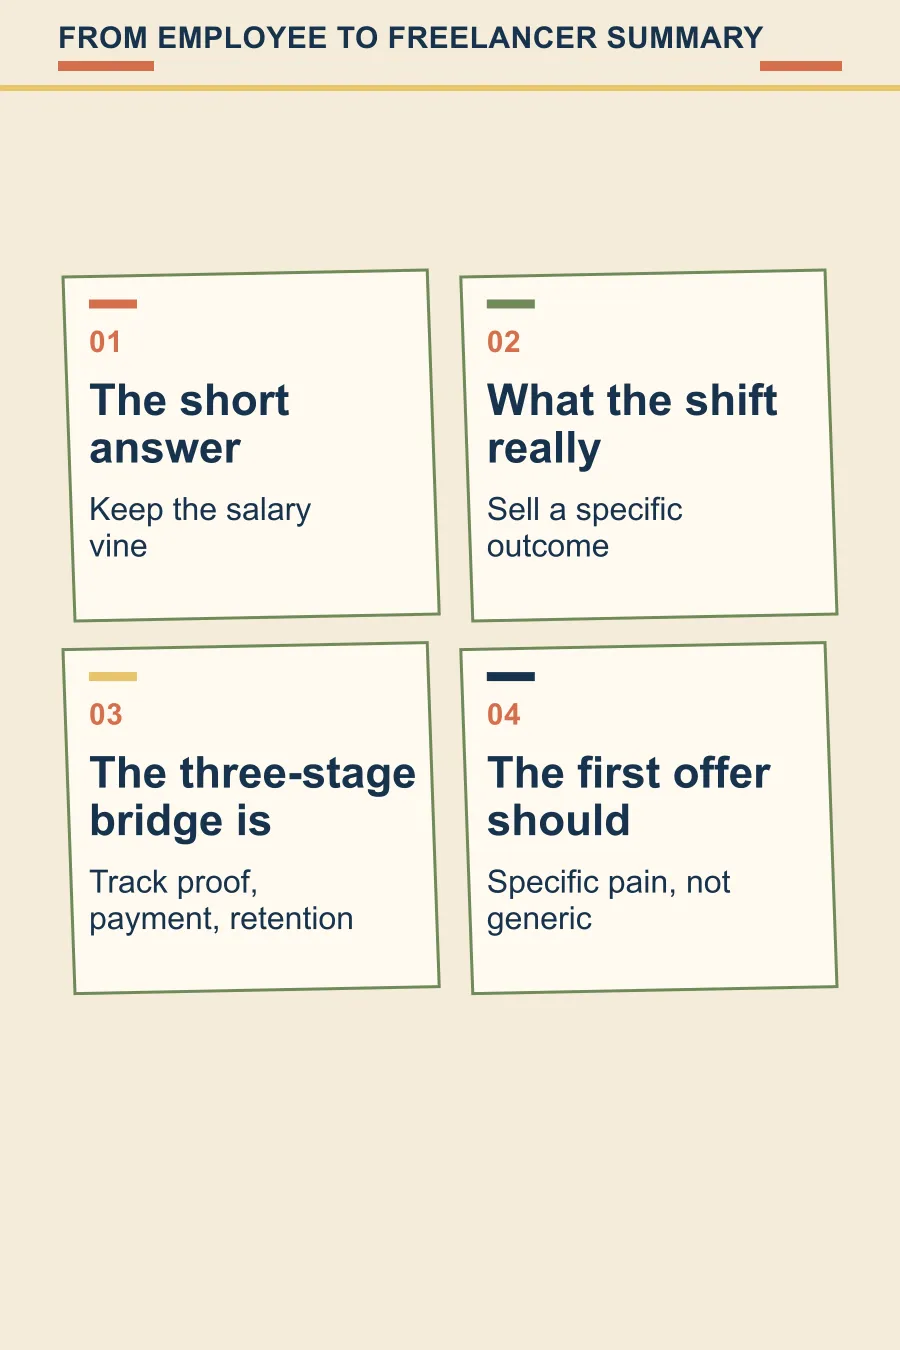 FROM EMPLOYEE TO FREELANCER SUMMARY
01
The short
answer
Keep the salary
vine
02
What the shift
really
Sell a specific
outcome
03
The three-stage
bridge is
Track proof,
payment, retention
04
The first offer
should
Specific pain, not
generic